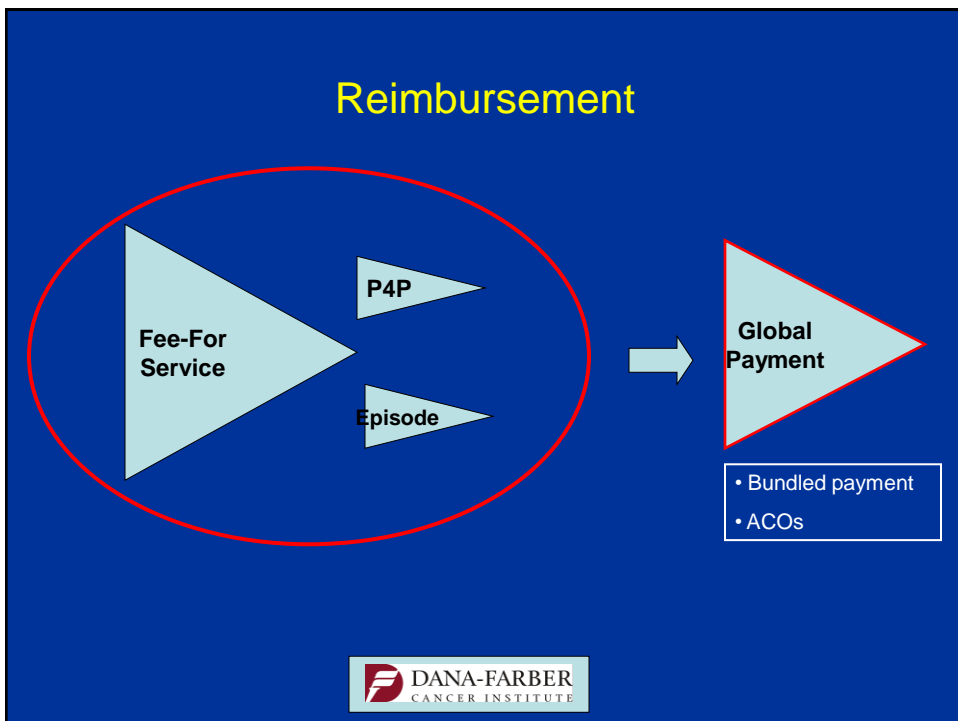 Reimbursement
Fee-For
Service
P4P
Episode
Global
Payment
• Bundled payment
• ACOs
DANA-FARBER
CANCER INSTITUTE